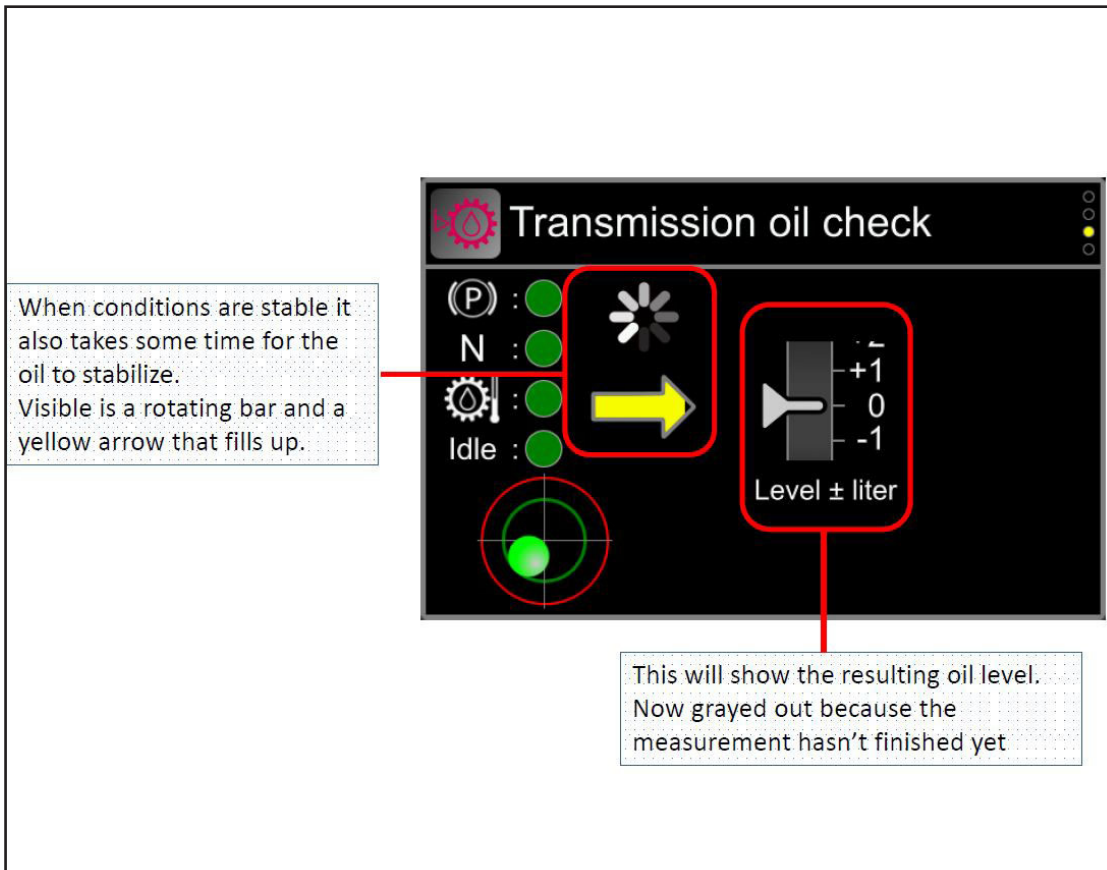 Transmission oil check
When conditions are stable it
also takes some time for the
oil to stabilize.
Visible is a rotating bar and a
yellow arrow that fills up.
(P) :
N :
:
Idle :
+1
0
-1
Level ± liter
This will show the resulting oil level.
Now grayed out because the
measurement hasn't finished yet